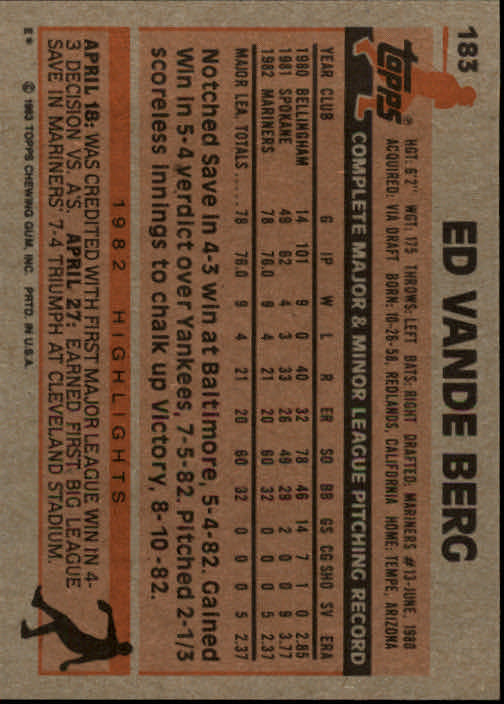 183
topps®
ED VANDE BERG
HGT: 6'2" WGT: 175 THROWS: LEFT BATS: RIGHT DRAFTED: MARINERS #13-JUNE, 1980
ACQUIRED: VIA DRAFT BORN: 10-26-58, REDLANDS, CALIFORNIA HOME: TEMPE, ARIZONA
COMPLETE MAJOR & MINOR LEAGUE PITCHING RECORD
YEAR CLUB G IP W L R ER SO BB GS CG SHO SV ERA
1980 BELLINGHAM 14 101 9 0 40 32 78 46 14 7 1 0 2.85
1981 SPOKANE 49 62 4 3 33 26 49 29 2 0 0 9 3.77
1982 MARINERS 78 76.0 9 4 21 20 60 32 0 0 0 5 2.37
MAJOR LEA. TOTALS ..... 78 76.0 9 4 21 20 60 32 0 0 0 5 2.37
Notched Save in 4-3 win at Baltimore, 5-4-82. Gained
Win in 5-4 verdict over Yankees, 7-5-82. Pitched 2-1/3
scoreless innings to chalk up Victory, 8-10-82.
1982 HIGHLIGHTS
APRIL 18: WAS CREDITED WITH FIRST MAJOR LEAGUE WIN IN 4-
3 DECISION VS. A'S. APRIL 27: EARNED FIRST BIG LEAGUE
SAVE IN MARINERS' 7-4 TRIUMPH AT CLEVELAND STADIUM.
E* © 1983 TOPPS CHEWING GUM, INC. PRTD. IN U.S.A.